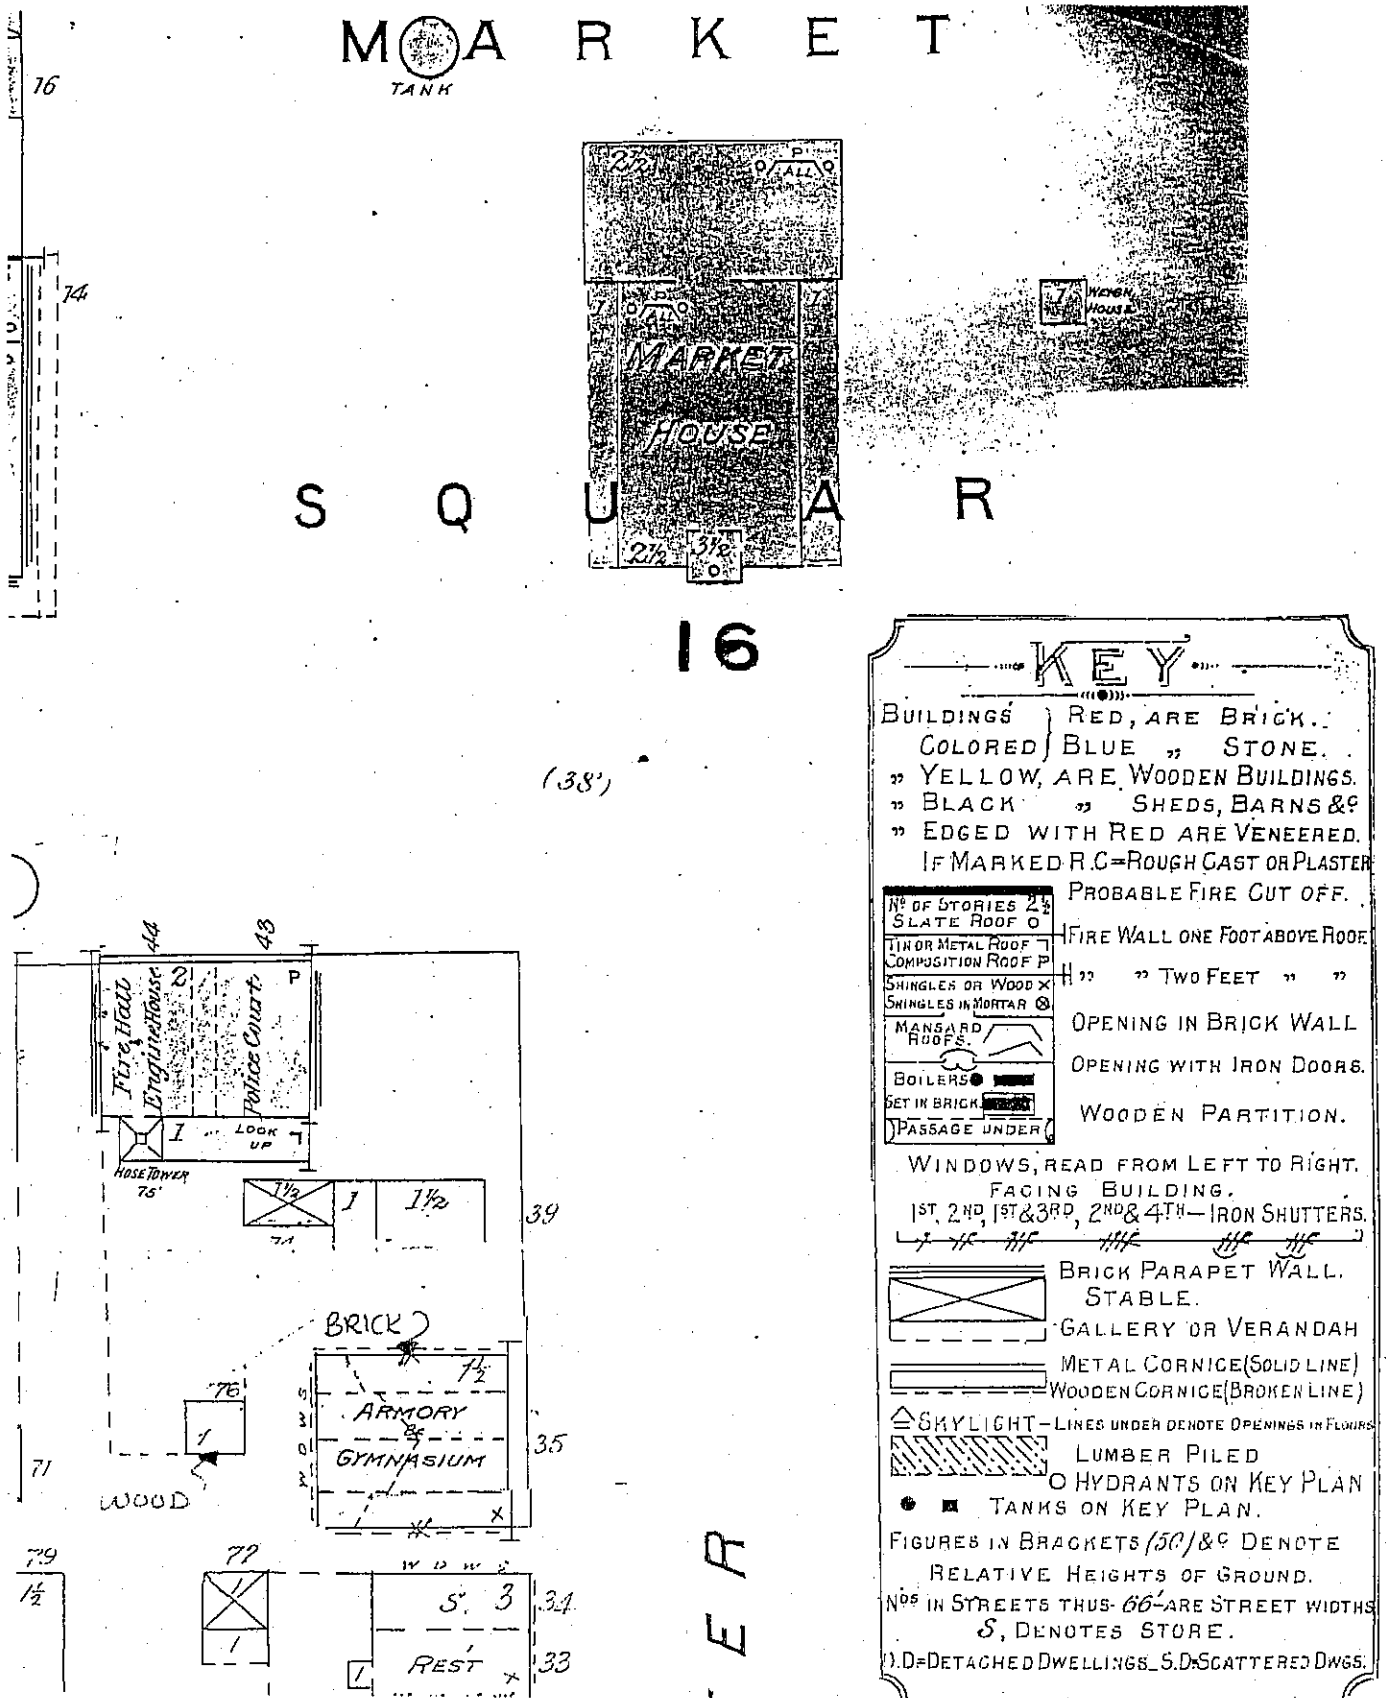 MARKET
TANK
16
2½
P
ALL
74
7
P
ALL
7
7
WEIGH
HOUSE
MARKET
HOUSE
SQUAR
2½
3½
O
16
(38')
44
43
Fire Hall
Engine House
2
Police Court
P
1
LOCK
UP
HOSE TOWER
75'
1½
1
1½
39
BRICK
1½
76
WDWS
ARMORY
&
GYMNASIUM
35
1
71
WOOD
X
79
77
WDWS
1½
1
S. 3
34
1
REST
33
1
X
ER
KEY
BUILDINGS } RED, ARE BRICK.
COLORED } BLUE „ STONE.
„ YELLOW, ARE WOODEN BUILDINGS.
„ BLACK „ SHEDS, BARNS &C
„ EDGED WITH RED ARE VENEERED.
IF MARKED R.C=ROUGH CAST OR PLASTER
PROBABLE FIRE CUT OFF.
Nº OF STORIES 2½
SLATE ROOF O
FIRE WALL ONE FOOT ABOVE ROOF
TIN OR METAL ROOF ¬
COMPOSITION ROOF P
„ „ TWO FEET „ „
SHINGLES OR WOOD X
SHINGLES IN MORTAR ⊗
MANSARD
ROOFS.
OPENING IN BRICK WALL
OPENING WITH IRON DOORS.
BOILERS
SET IN BRICK
WOODEN PARTITION.
PASSAGE UNDER
WINDOWS, READ FROM LEFT TO RIGHT.
FACING BUILDING.
1ST, 2ND, 1ST&3RD, 2ND&4TH—IRON SHUTTERS.
BRICK PARAPET WALL.
STABLE.
GALLERY OR VERANDAH
METAL CORNICE(SOLID LINE)
WOODEN CORNICE(BROKEN LINE)
SKYLIGHT-LINES UNDER DENOTE OPENINGS IN FLOORS
LUMBER PILED
O HYDRANTS ON KEY PLAN
TANKS ON KEY PLAN.
FIGURES IN BRACKETS (50') &C DENOTE
RELATIVE HEIGHTS OF GROUND.
NOS IN STREETS THUS-66'-ARE STREET WIDTHS
S, DENOTES STORE.
D.D=DETACHED DWELLINGS_S.D=SCATTERED DWGS.